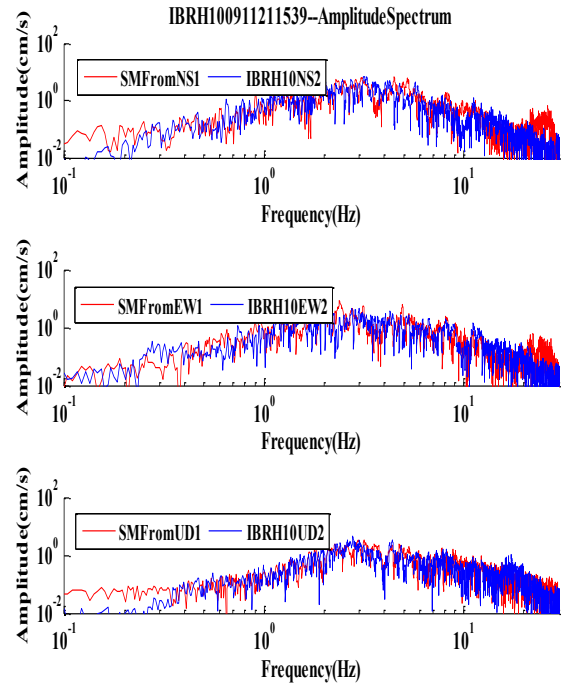 IBRH100911211539--AmplitudeSpectrum
Amplitude(cm/s)
10^2
10^0
10^-2
SMFromNS1 IBRH10NS2
10^-1 10^0 10^1
Frequency(Hz)
Amplitude(cm/s)
10^2
10^0
10^-2
SMFromEW1 IBRH10EW2
10^-1 10^0 10^1
Frequency(Hz)
Amplitude(cm/s)
10^2
10^0
10^-2
SMFromUD1 IBRH10UD2
10^-1 10^0 10^1
Frequency(Hz)